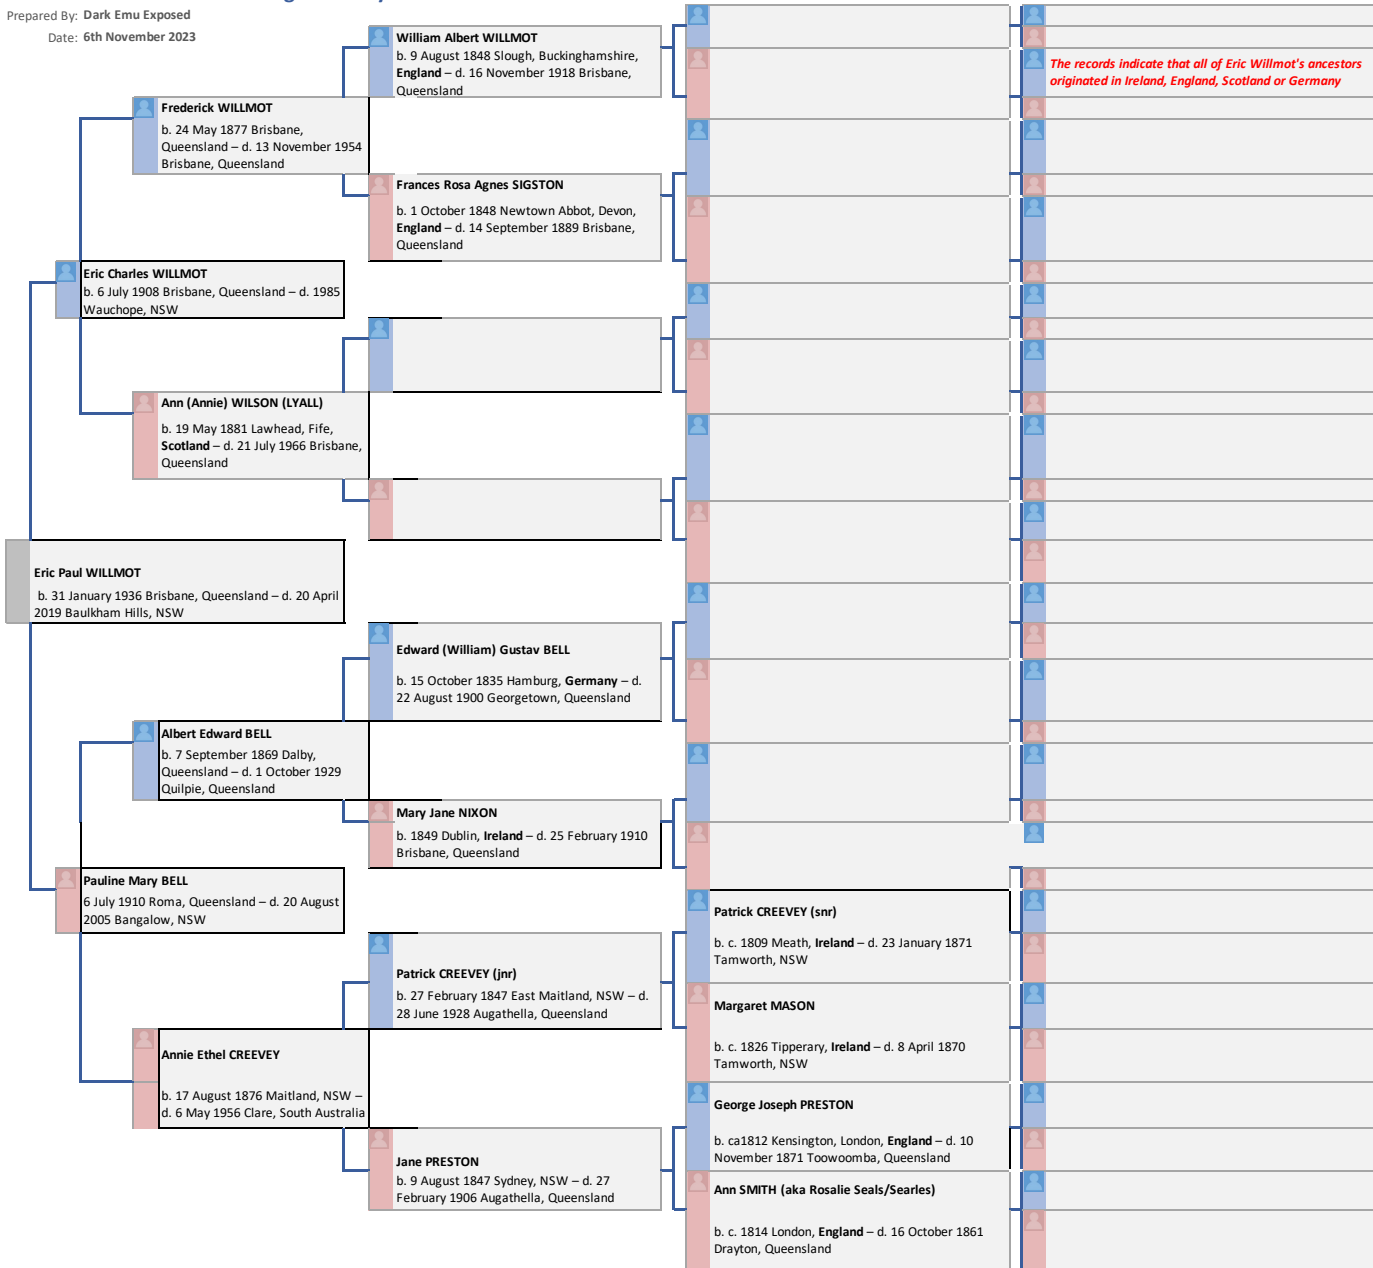 Prepared By: Dark Emu Exposed
Date: 6th November 2023
William Albert WILLMOT
b. 9 August 1848 Slough, Buckinghamshire,
England – d. 16 November 1918 Brisbane,
Queensland
The records indicate that all of Eric Willmot's ancestors
originated in Ireland, England, Scotland or Germany
Frederick WILLMOT
b. 24 May 1877 Brisbane,
Queensland – d. 13 November 1954
Brisbane, Queensland
Frances Rosa Agnes SIGSTON
b. 1 October 1848 Newtown Abbot, Devon,
England – d. 14 September 1889 Brisbane,
Queensland
Eric Charles WILLMOT
b. 6 July 1908 Brisbane, Queensland – d. 1985
Wauchope, NSW
Ann (Annie) WILSON (LYALL)
b. 19 May 1881 Lawhead, Fife,
Scotland – d. 21 July 1966 Brisbane,
Queensland
Eric Paul WILLMOT
b. 31 January 1936 Brisbane, Queensland – d. 20 April
2019 Baulkham Hills, NSW
Edward (William) Gustav BELL
b. 15 October 1835 Hamburg, Germany – d.
22 August 1900 Georgetown, Queensland
Albert Edward BELL
b. 7 September 1869 Dalby,
Queensland – d. 1 October 1929
Quilpie, Queensland
Mary Jane NIXON
b. 1849 Dublin, Ireland – d. 25 February 1910
Brisbane, Queensland
Pauline Mary BELL
6 July 1910 Roma, Queensland – d. 20 August
2005 Bangalow, NSW
Patrick CREEVEY (snr)
b. c. 1809 Meath, Ireland – d. 23 January 1871
Tamworth, NSW
Patrick CREEVEY (jnr)
b. 27 February 1847 East Maitland, NSW – d.
28 June 1928 Augathella, Queensland
Margaret MASON
b. c. 1826 Tipperary, Ireland – d. 8 April 1870
Tamworth, NSW
Annie Ethel CREEVEY
b. 17 August 1876 Maitland, NSW –
d. 6 May 1956 Clare, South Australia
George Joseph PRESTON
b. ca1812 Kensington, London, England – d. 10
November 1871 Toowoomba, Queensland
Jane PRESTON
b. 9 August 1847 Sydney, NSW – d. 27
February 1906 Augathella, Queensland
Ann SMITH (aka Rosalie Seals/Searles)
b. c. 1814 London, England – d. 16 October 1861
Drayton, Queensland